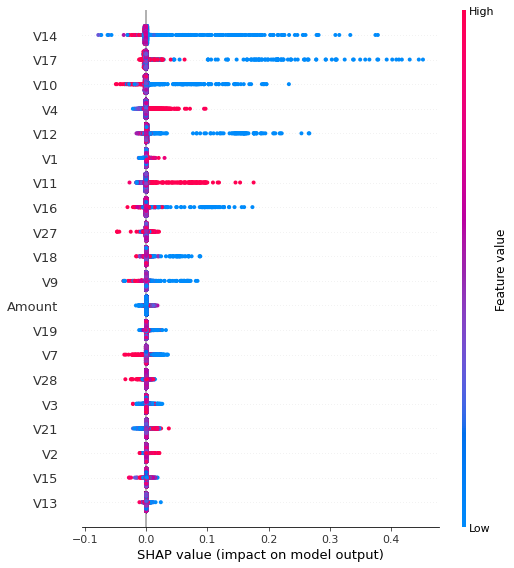 High
V14
V17
V10
V4
V12
V1
V11
V16
V27
V18
V9
Amount
V19
V7
V28
V3
V21
V2
V15
V13
Feature value
Low
−0.1 0.0 0.1 0.2 0.3 0.4
SHAP value (impact on model output)